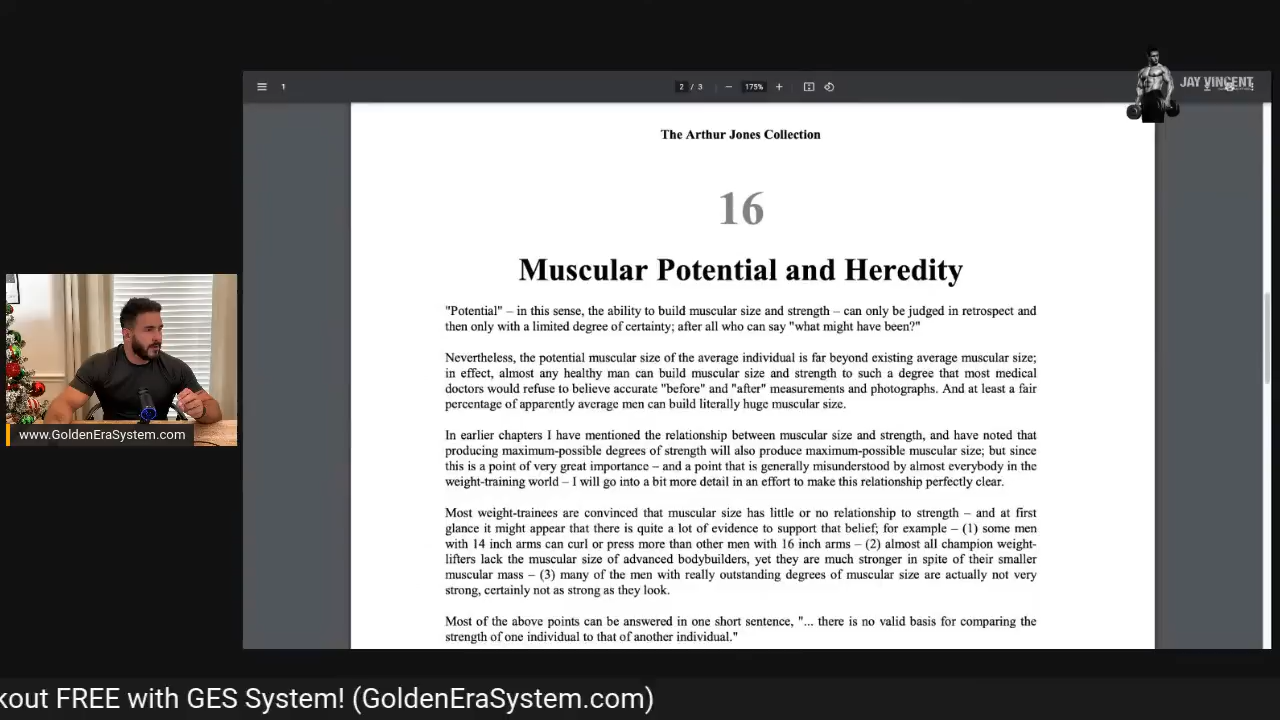 JAY VINCENT
1
2 / 3
175%
The Arthur Jones Collection
16
Muscular Potential and Heredity
"Potential" – in this sense, the ability to build muscular size and strength – can only be judged in retrospect and
then only with a limited degree of certainty; after all who can say "what might have been?"
Nevertheless, the potential muscular size of the average individual is far beyond existing average muscular size;
in effect, almost any healthy man can build muscular size and strength to such a degree that most medical
doctors would refuse to believe accurate "before" and "after" measurements and photographs. And at least a fair
percentage of apparently average men can build literally huge muscular size.
In earlier chapters I have mentioned the relationship between muscular size and strength, and have noted that
producing maximum-possible degrees of strength will also produce maximum-possible muscular size; but since
this is a point of very great importance – and a point that is generally misunderstood by almost everybody in the
weight-training world – I will go into a bit more detail in an effort to make this relationship perfectly clear.
Most weight-trainees are convinced that muscular size has little or no relationship to strength – and at first
glance it might appear that there is quite a lot of evidence to support that belief; for example – (1) some men
with 14 inch arms can curl or press more than other men with 16 inch arms – (2) almost all champion weight-
lifters lack the muscular size of advanced bodybuilders, yet they are much stronger in spite of their smaller
muscular mass – (3) many of the men with really outstanding degrees of muscular size are actually not very
strong, certainly not as strong as they look.
Most of the above points can be answered in one short sentence, "... there is no valid basis for comparing the
strength of one individual to that of another individual."
www.GoldenEraSystem.com
kout FREE with GES System! (GoldenEraSystem.com)